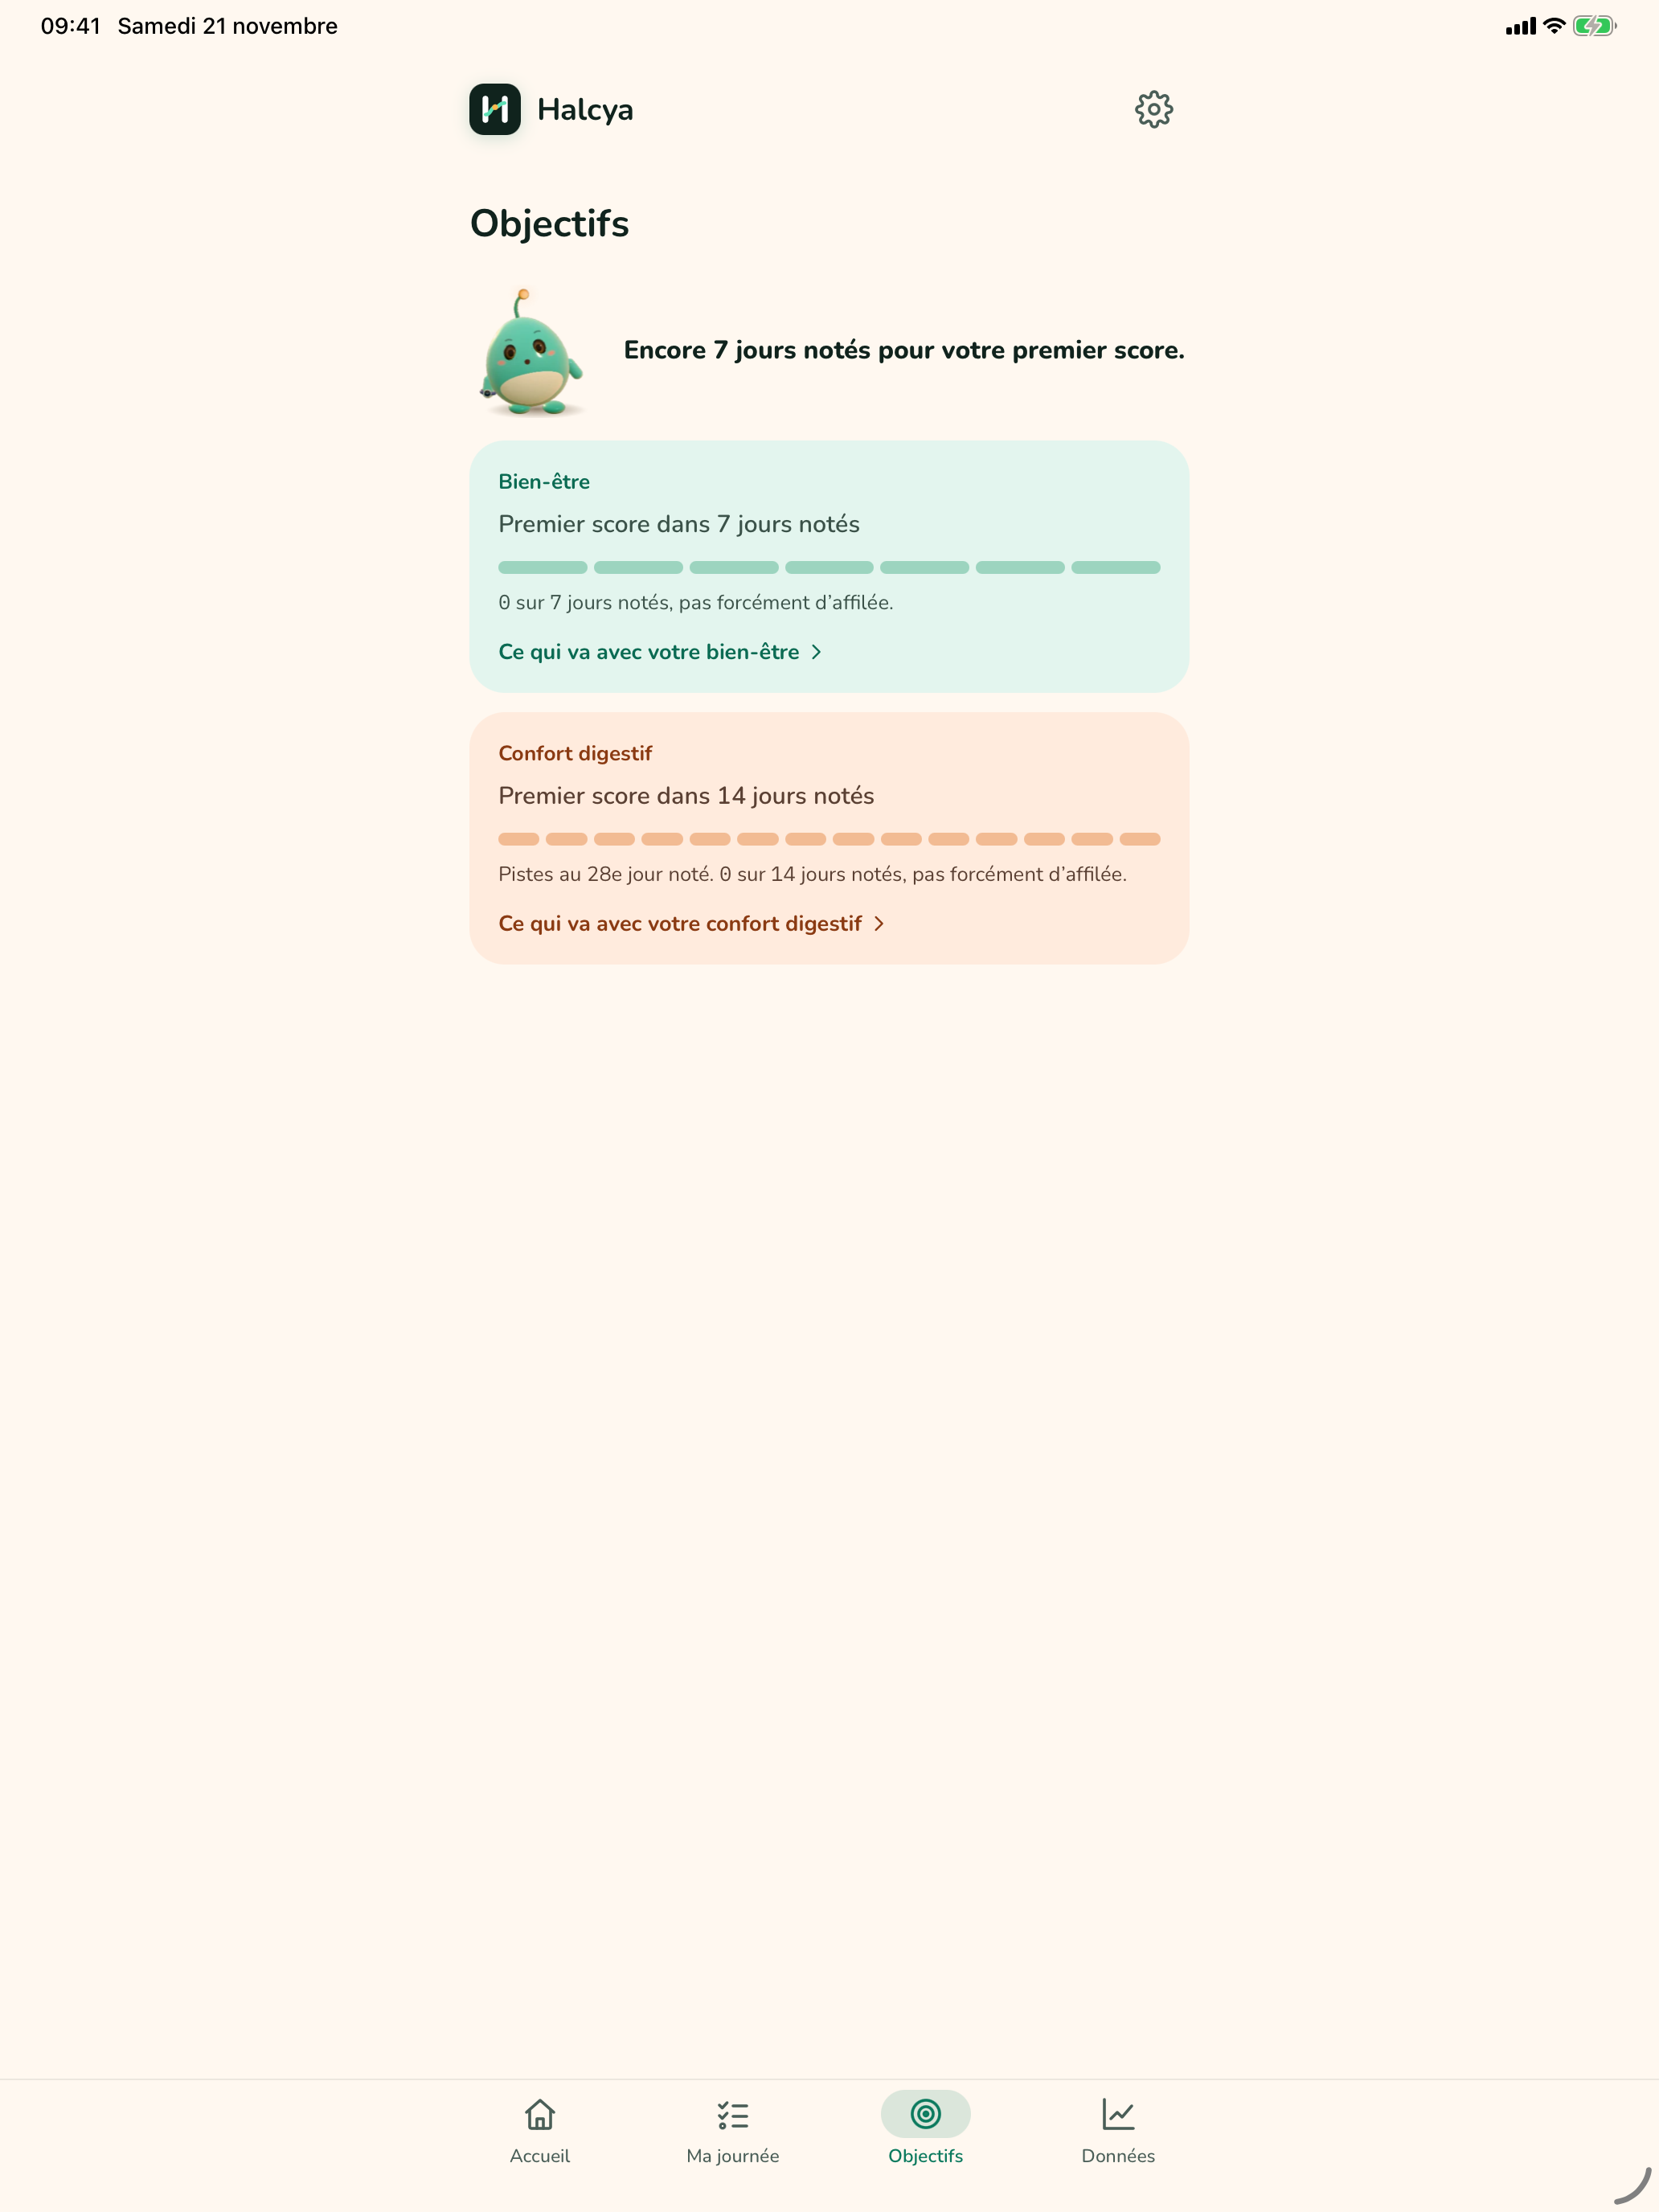 09:41 Samedi 21 novembre
Halcya
Objectifs
Encore 7 jours notés pour votre premier score.
Bien-être
Premier score dans 7 jours notés
0 sur 7 jours notés, pas forcément d’affilée.
Ce qui va avec votre bien-être
Confort digestif
Premier score dans 14 jours notés
Pistes au 28e jour noté. 0 sur 14 jours notés, pas forcément d’affilée.
Ce qui va avec votre confort digestif
Accueil
Ma journée
Objectifs
Données